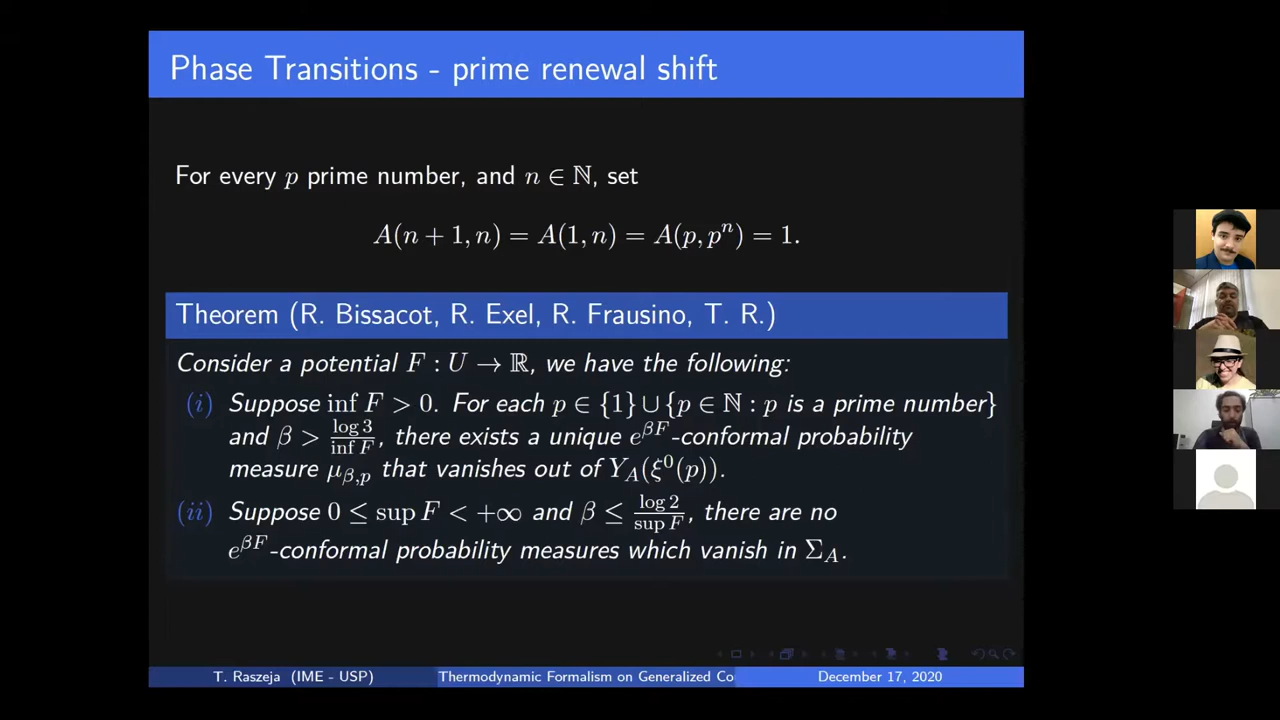 Phase Transitions - prime renewal shift
For every p prime number, and n ∈ ℕ, set
A(n + 1, n) = A(1, n) = A(p, pⁿ) = 1.
Theorem (R. Bissacot, R. Exel, R. Frausino, T. R.)
Consider a potential F : U → ℝ, we have the following:
(i) Suppose inf F > 0. For each p ∈ {1} ∪ {p ∈ ℕ : p is a prime number}
and β > log 3 / inf F, there exists a unique e^{βF}-conformal probability
measure μ_{β,p} that vanishes out of Y_A(ξ⁰(p)).
(ii) Suppose 0 ≤ sup F < +∞ and β ≤ log 2 / sup F, there are no
e^{βF}-conformal probability measures which vanish in Σ_A.
T. Raszeja (IME - USP) Thermodynamic Formalism on Generalized Co December 17, 2020